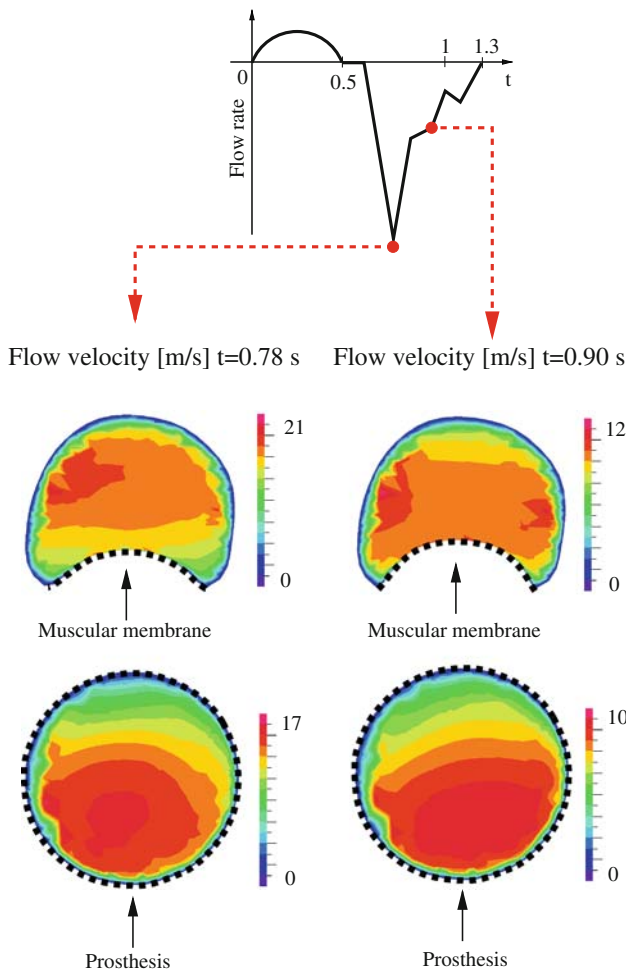 0
0.5
1
1.3
t
Flow rate
Flow velocity [m/s] t=0.78 s
Flow velocity [m/s] t=0.90 s
21
0
12
0
Muscular membrane
Muscular membrane
17
0
10
0
Prosthesis
Prosthesis